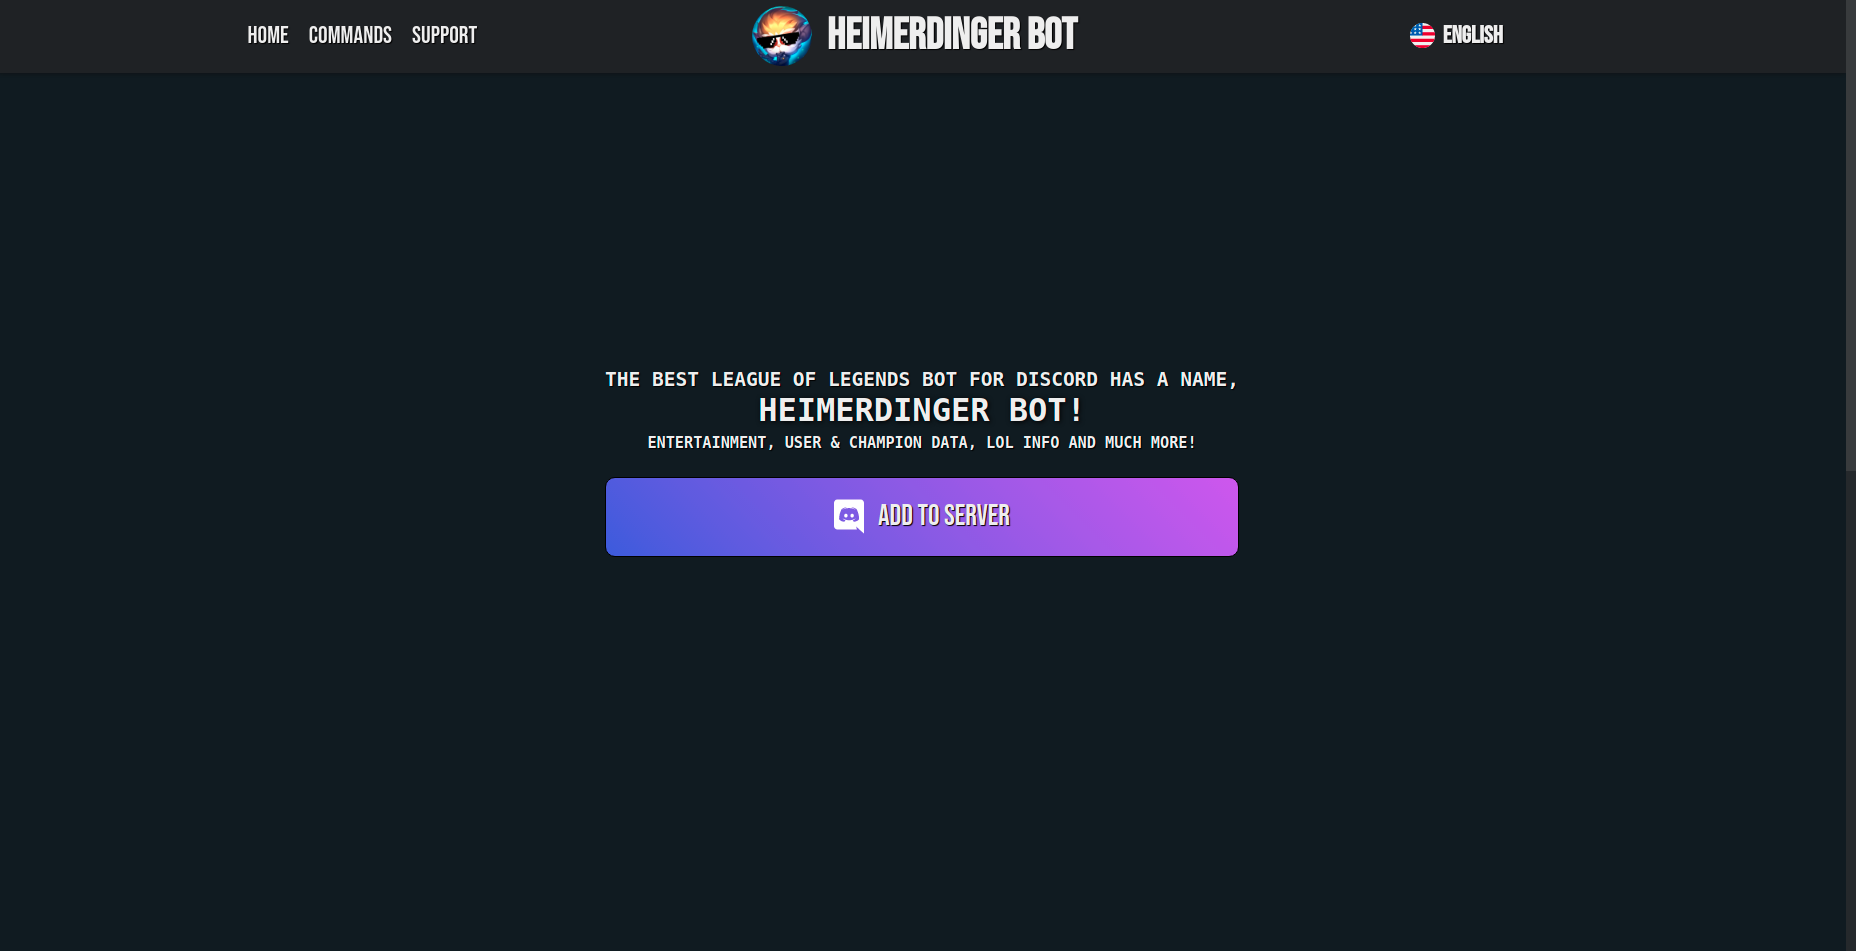 HOME COMMANDS SUPPORT HEIMERDINGER BOT ENGLISH
THE BEST LEAGUE OF LEGENDS BOT FOR DISCORD HAS A NAME,
HEIMERDINGER BOT!
ENTERTAINMENT, USER & CHAMPION DATA, LOL INFO AND MUCH MORE!
ADD TO SERVER